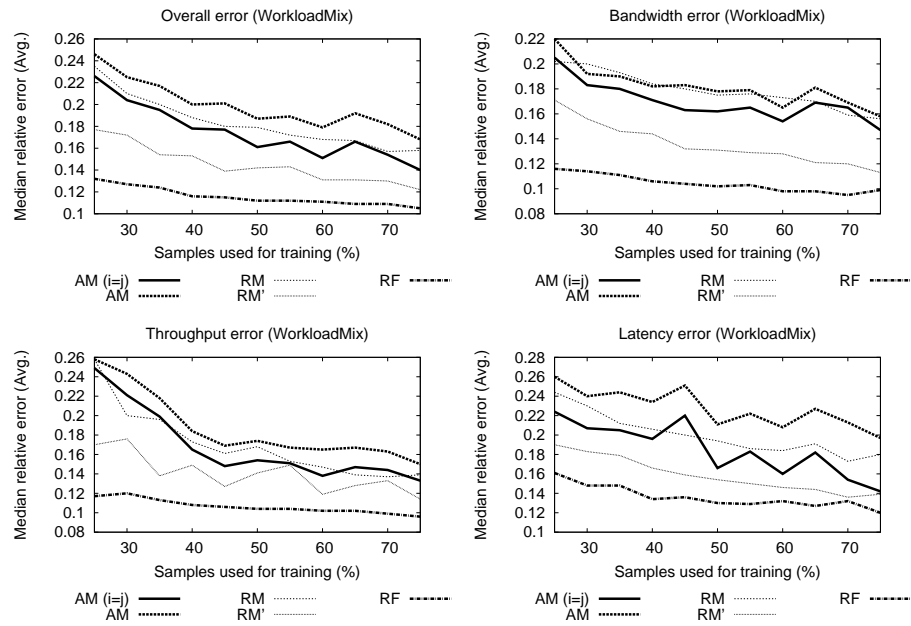 Overall error (WorkloadMix)
Median relative error (Avg.)
0.26
0.24
0.22
0.2
0.18
0.16
0.14
0.12
0.1
30 40 50 60 70
Samples used for training (%)
AM (i=j) RM RF
AM RM'
Bandwidth error (WorkloadMix)
Median relative error (Avg.)
0.22
0.2
0.18
0.16
0.14
0.12
0.1
0.08
30 40 50 60 70
Samples used for training (%)
AM (i=j) RM RF
AM RM'
Throughput error (WorkloadMix)
Median relative error (Avg.)
0.26
0.24
0.22
0.2
0.18
0.16
0.14
0.12
0.1
0.08
30 40 50 60 70
Samples used for training (%)
AM (i=j) RM RF
AM RM'
Latency error (WorkloadMix)
Median relative error (Avg.)
0.28
0.26
0.24
0.22
0.2
0.18
0.16
0.14
0.12
0.1
30 40 50 60 70
Samples used for training (%)
AM (i=j) RM RF
AM RM'